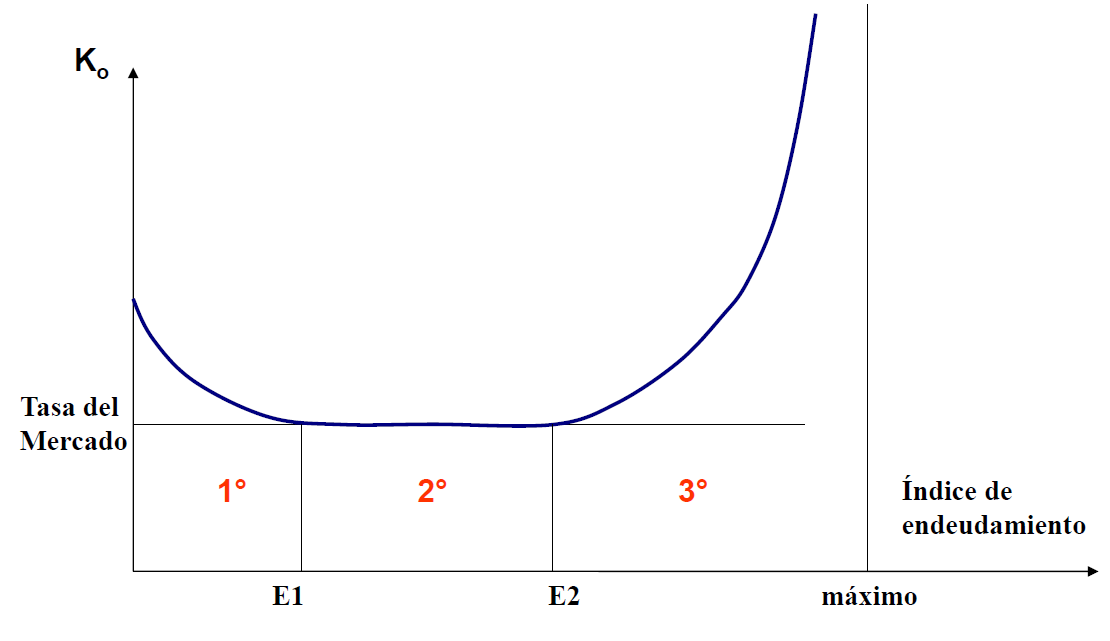 Ko
Tasa del
Mercado
1°
2°
3°
Índice de
endeudamiento
E1
E2
máximo